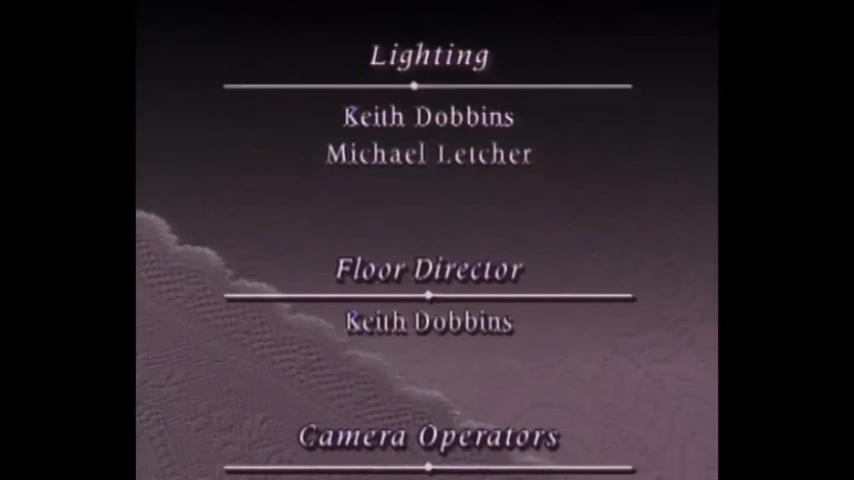 Lighting
Keith Dobbins
Michael Letcher
Floor Director
Keith Dobbins
Camera Operators